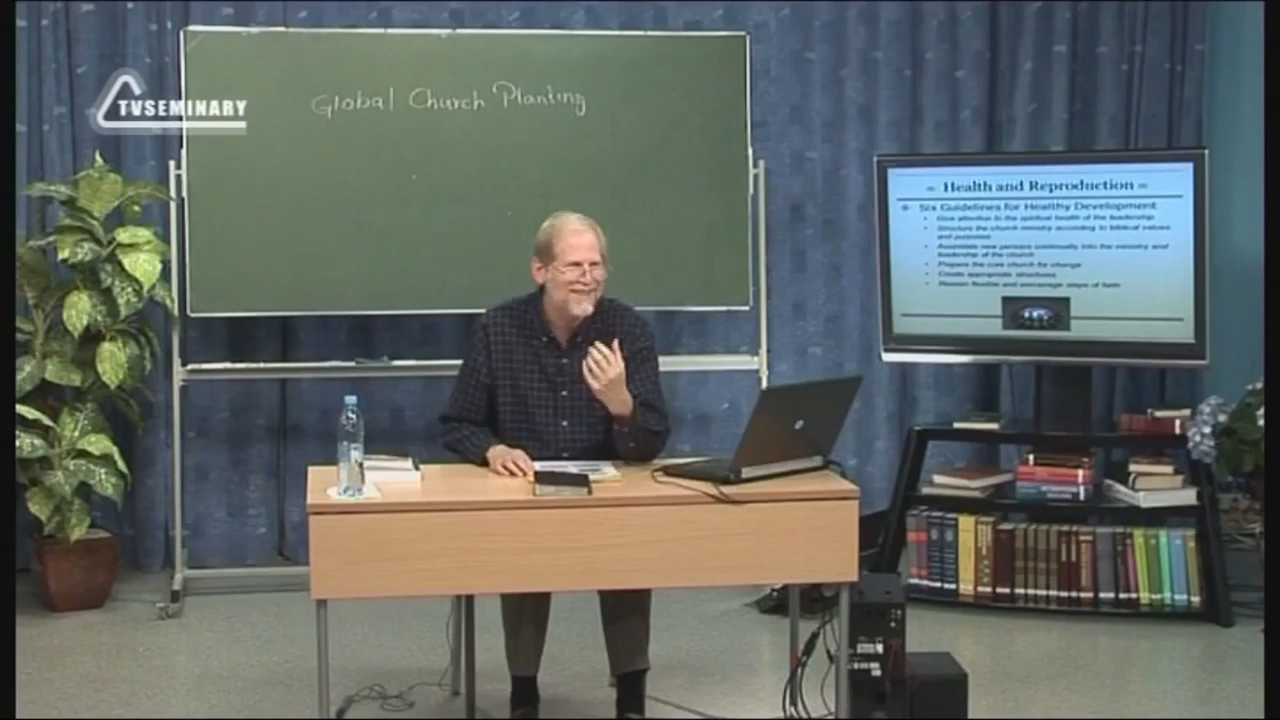 TVSEMINARY
Global Church Planting
Health and Reproduction
Six Guidelines for Healthy Development
Give attention to the spiritual health of the leadership
Structure the church ministry according to biblical values
and purposes
Assimilate new persons continually into the ministry and
leadership of the church
Prepare the core church for change
Create appropriate structures
Remain flexible and encourage steps of faith